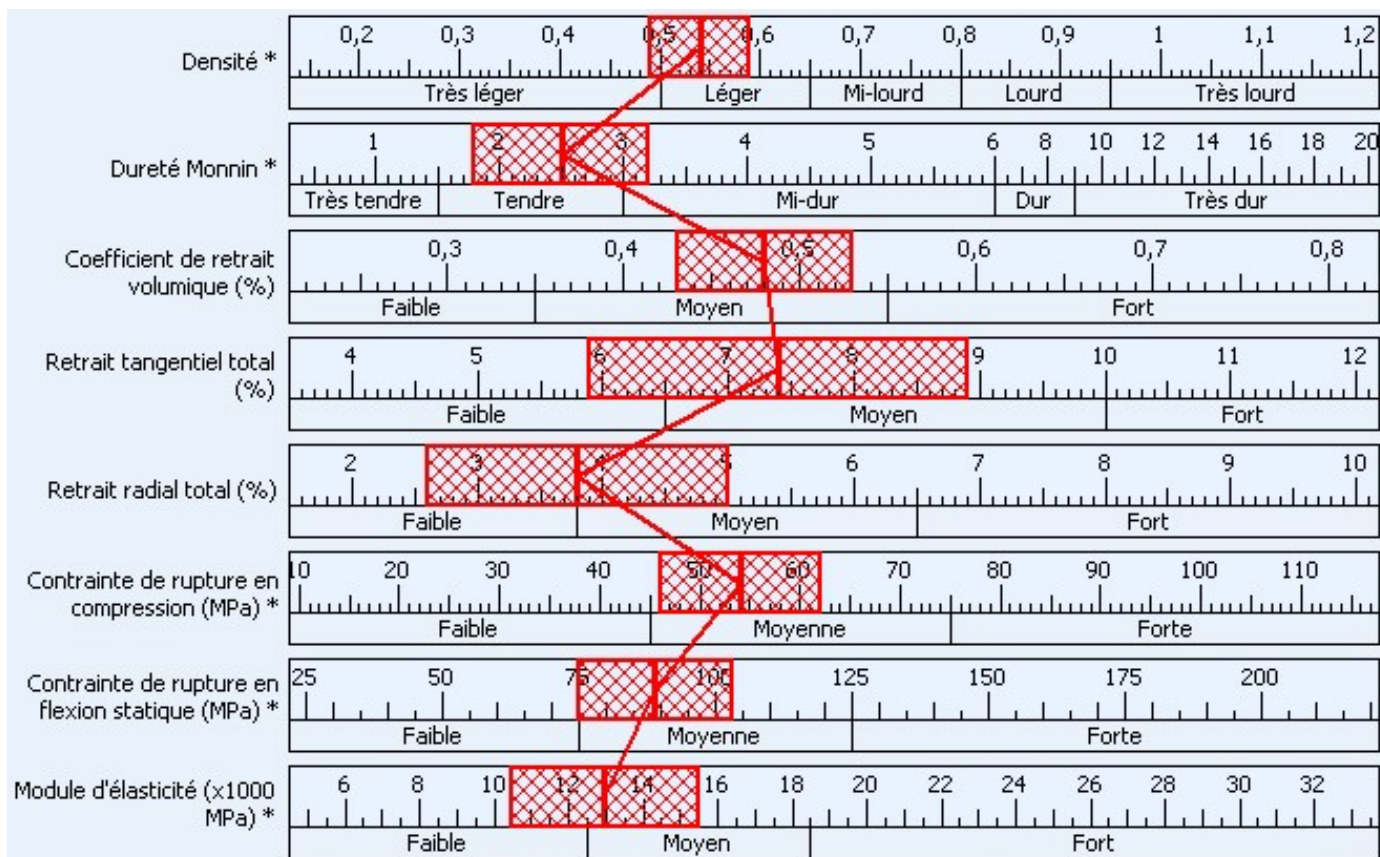 0,2 0,3 0,4 0,5 0,6 0,7 0,8 0,9 1 1,1 1,2
Densité *
Très léger Léger Mi-lourd Lourd Très lourd
1 2 3 4 5 6 8 10 12 14 16 18 20
Dureté Monnin *
Très tendre Tendre Mi-dur Dur Très dur
0,3 0,4 0,5 0,6 0,7 0,8
Coefficient de retrait
volumique (%)
Faible Moyen Fort
4 5 6 7 8 9 10 11 12
Retrait tangentiel total
(%)
Faible Moyen Fort
2 3 4 5 6 7 8 9 10
Retrait radial total (%)
Faible Moyen Fort
10 20 30 40 50 60 70 80 90 100 110
Contrainte de rupture en
compression (MPa) *
Faible Moyenne Forte
25 50 75 100 125 150 175 200
Contrainte de rupture en
flexion statique (MPa) *
Faible Moyenne Forte
6 8 10 12 14 16 18 20 22 24 26 28 30 32
Module d'élasticité (x1000
MPa) *
Faible Moyen Fort